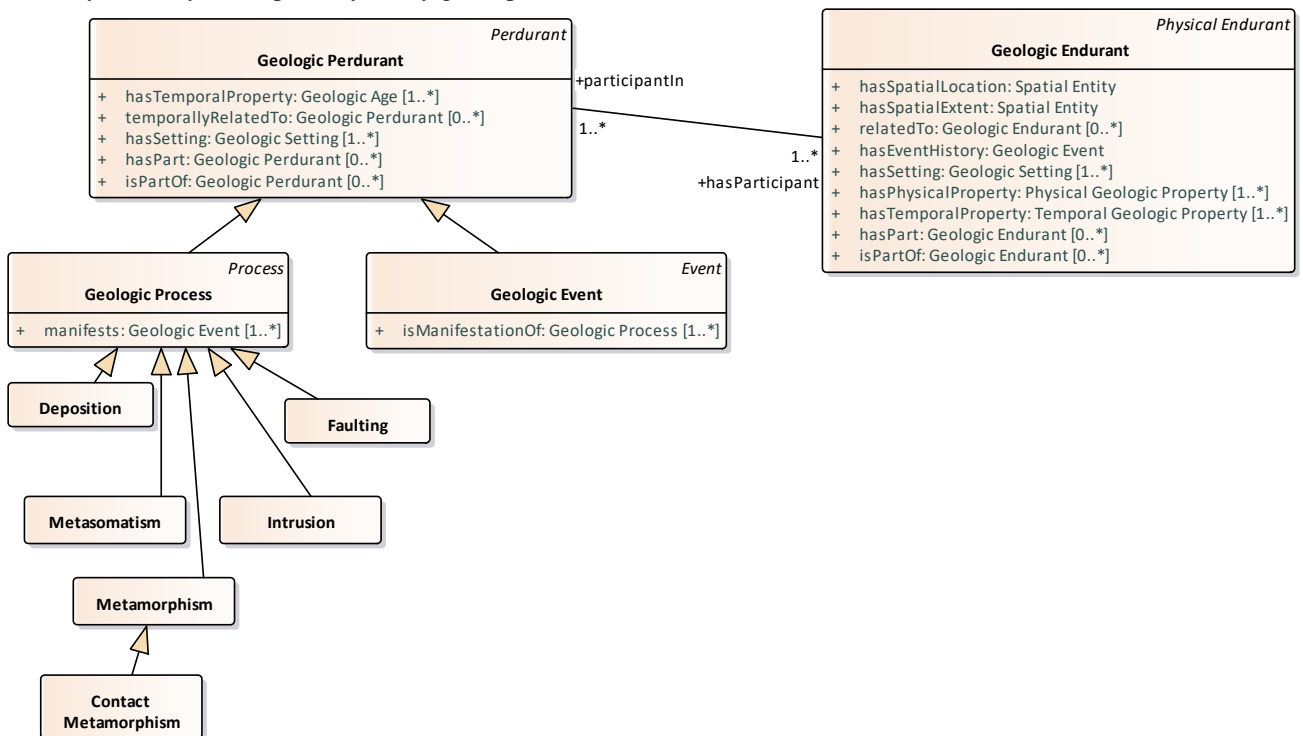 Perdurant
Geologic Perdurant
+ hasTemporalProperty: Geologic Age [1..*]
+ temporallyRelatedTo: Geologic Perdurant [0..*]
+ hasSetting: Geologic Setting [1..*]
+ hasPart: Geologic Perdurant [0..*]
+ isPartOf: Geologic Perdurant [0..*]
+participantIn
1..*
1..*
+hasParticipant
Physical Endurant
Geologic Endurant
+ hasSpatialLocation: Spatial Entity
+ hasSpatialExtent: Spatial Entity
+ relatedTo: Geologic Endurant [0..*]
+ hasEventHistory: Geologic Event
+ hasSetting: Geologic Setting [1..*]
+ hasPhysicalProperty: Physical Geologic Property [1..*]
+ hasTemporalProperty: Temporal Geologic Property [1..*]
+ hasPart: Geologic Endurant [0..*]
+ isPartOf: Geologic Endurant [0..*]
Process
Geologic Process
+ manifests: Geologic Event [1..*]
Event
Geologic Event
+ isManifestationOf: Geologic Process [1..*]
Deposition
Faulting
Metasomatism
Intrusion
Metamorphism
Contact
Metamorphism